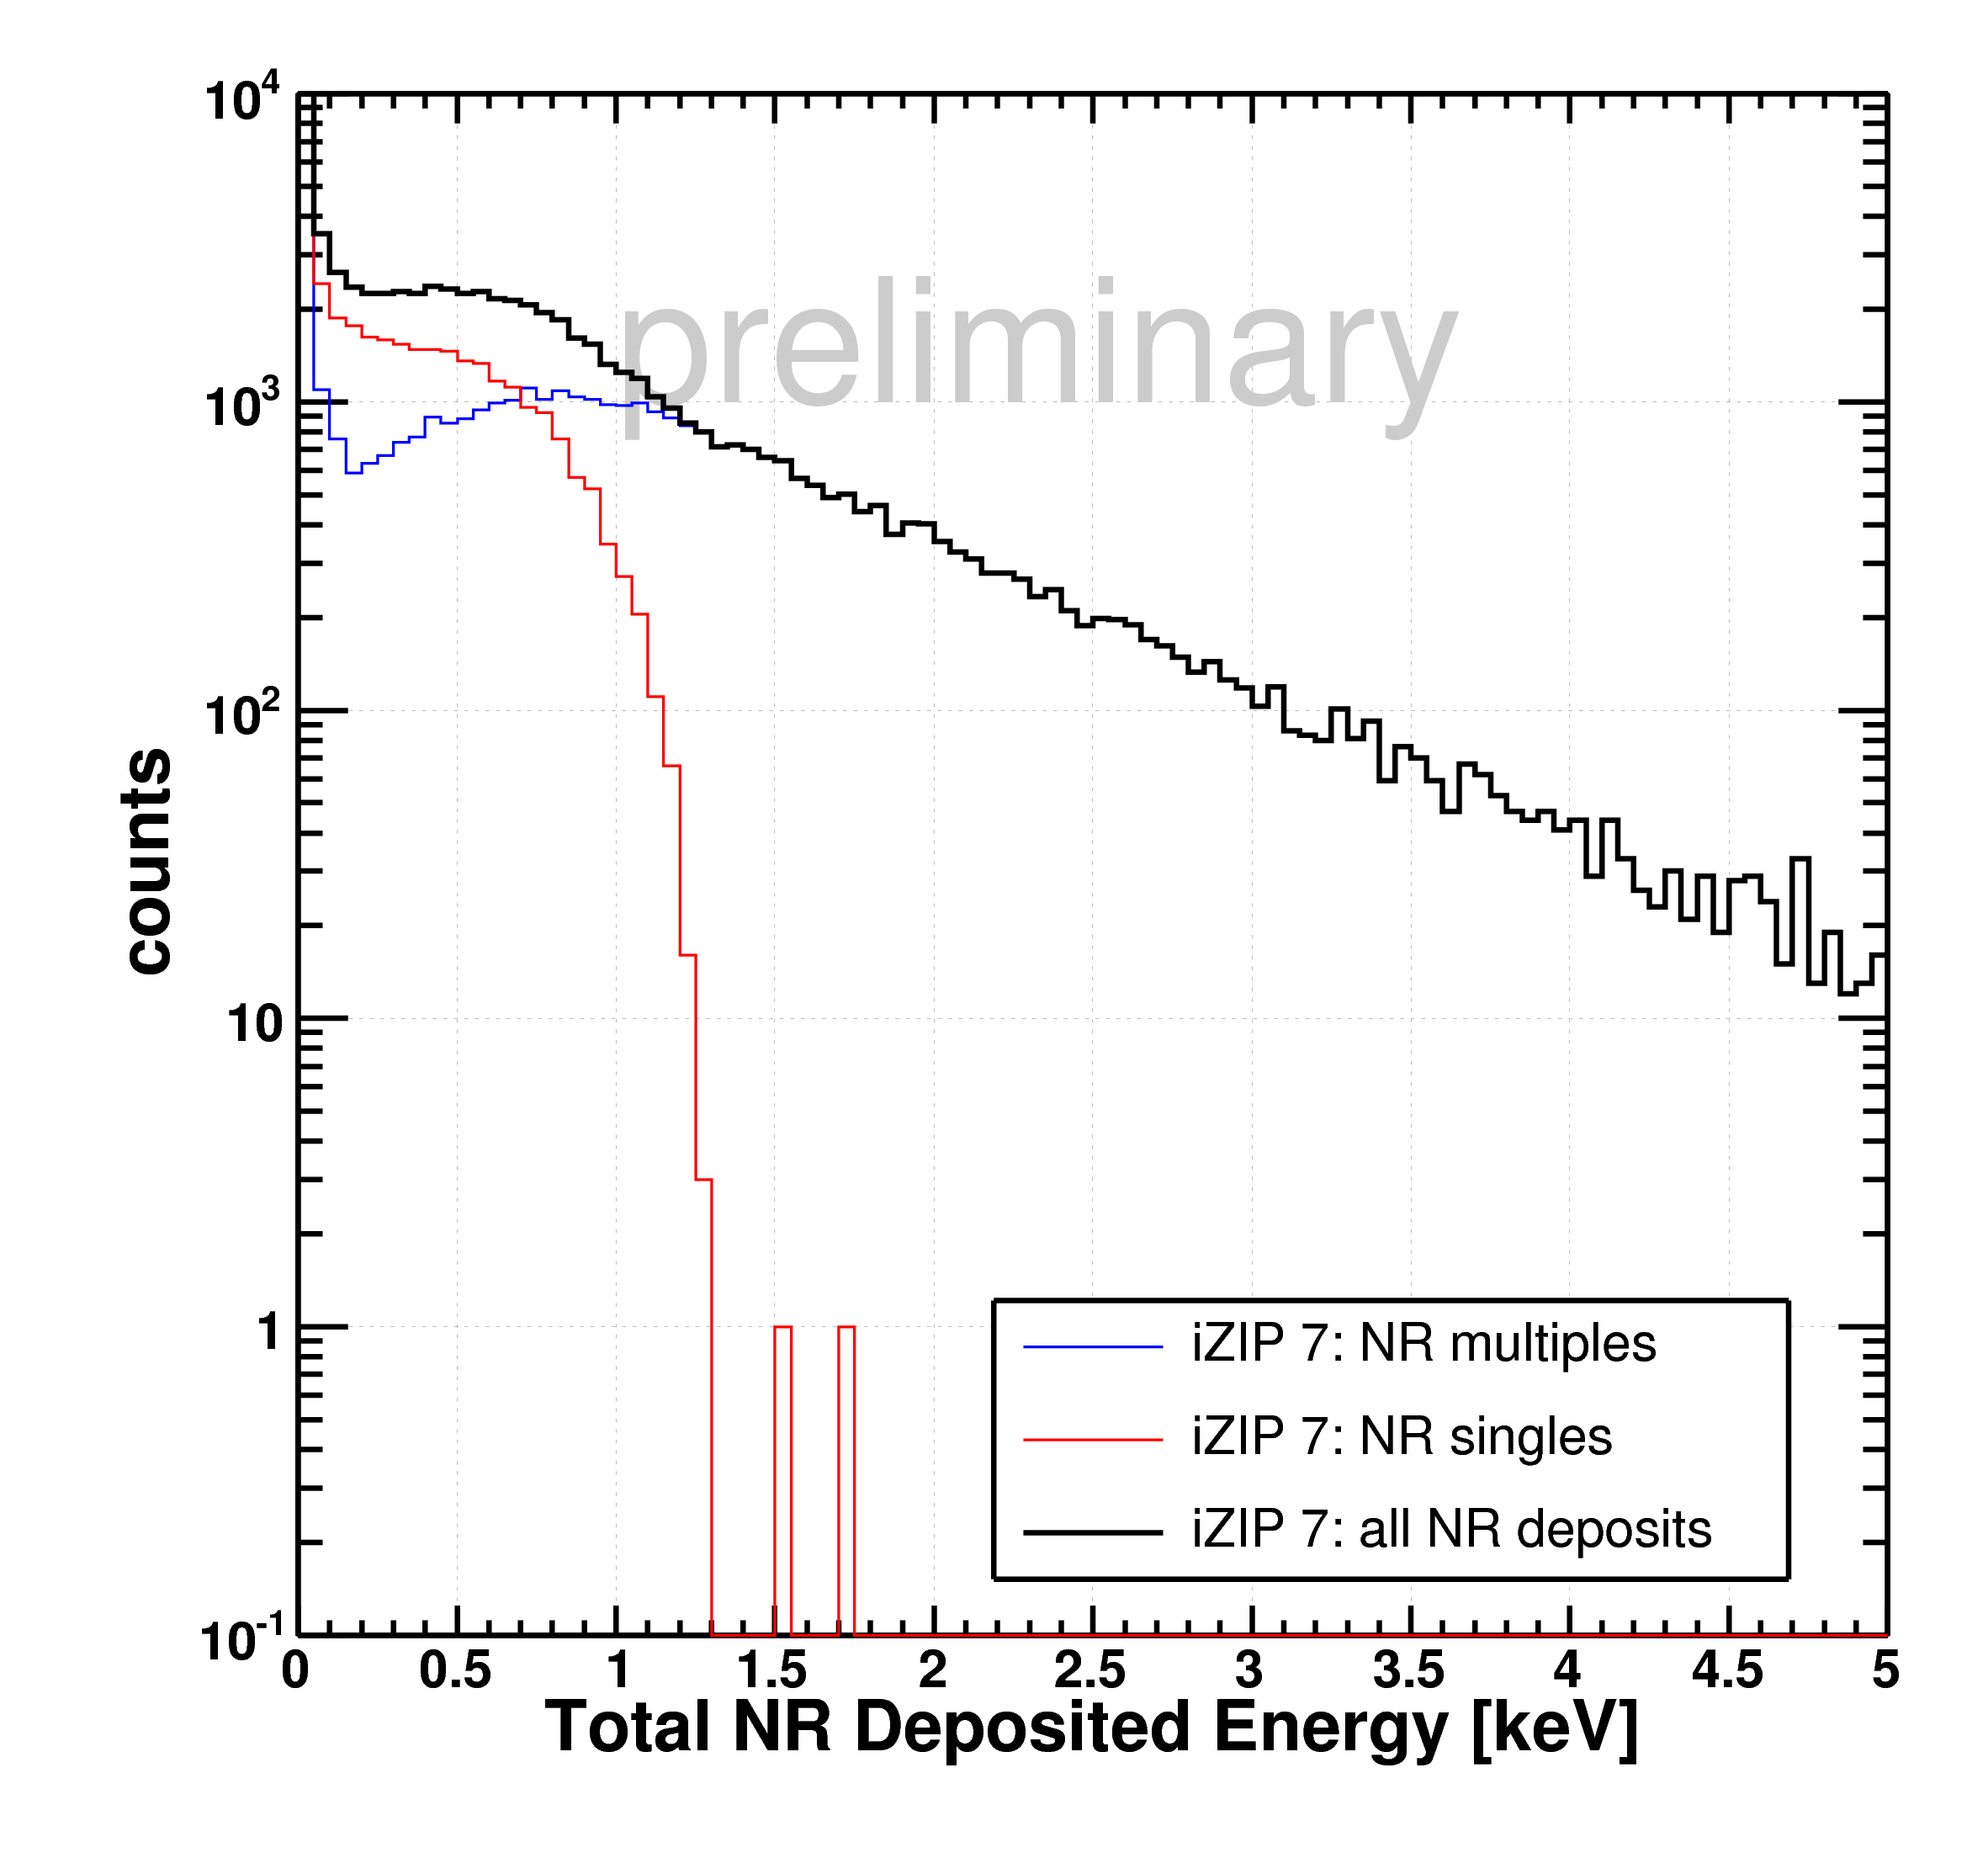 10^4
10^3
10^2
10
1
10^-1
counts
preliminary
iZIP 7: NR multiples
iZIP 7: NR singles
iZIP 7: all NR deposits
0 0.5 1 1.5 2 2.5 3 3.5 4 4.5 5
Total NR Deposited Energy [keV]